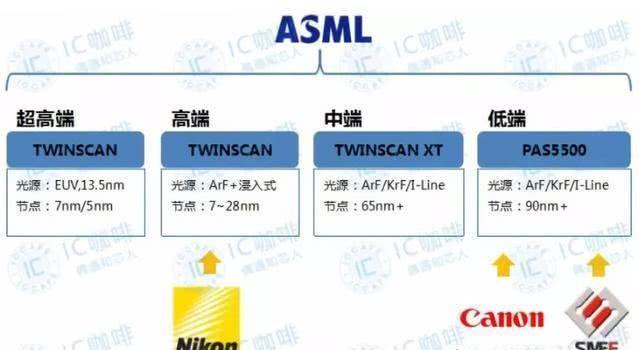 ASML
超高端
高端
中端
低端
TWINSCAN
TWINSCAN
TWINSCAN XT
PAS5500
光源：EUV,13.5nm
节点：7nm/5nm
光源：ArF+浸入式
节点：7~28nm
光源：ArF/KrF/I-Line
节点：65nm+
光源：ArF/KrF/I-Line
节点：90nm+
Nikon
Canon
SMEE
IC咖啡